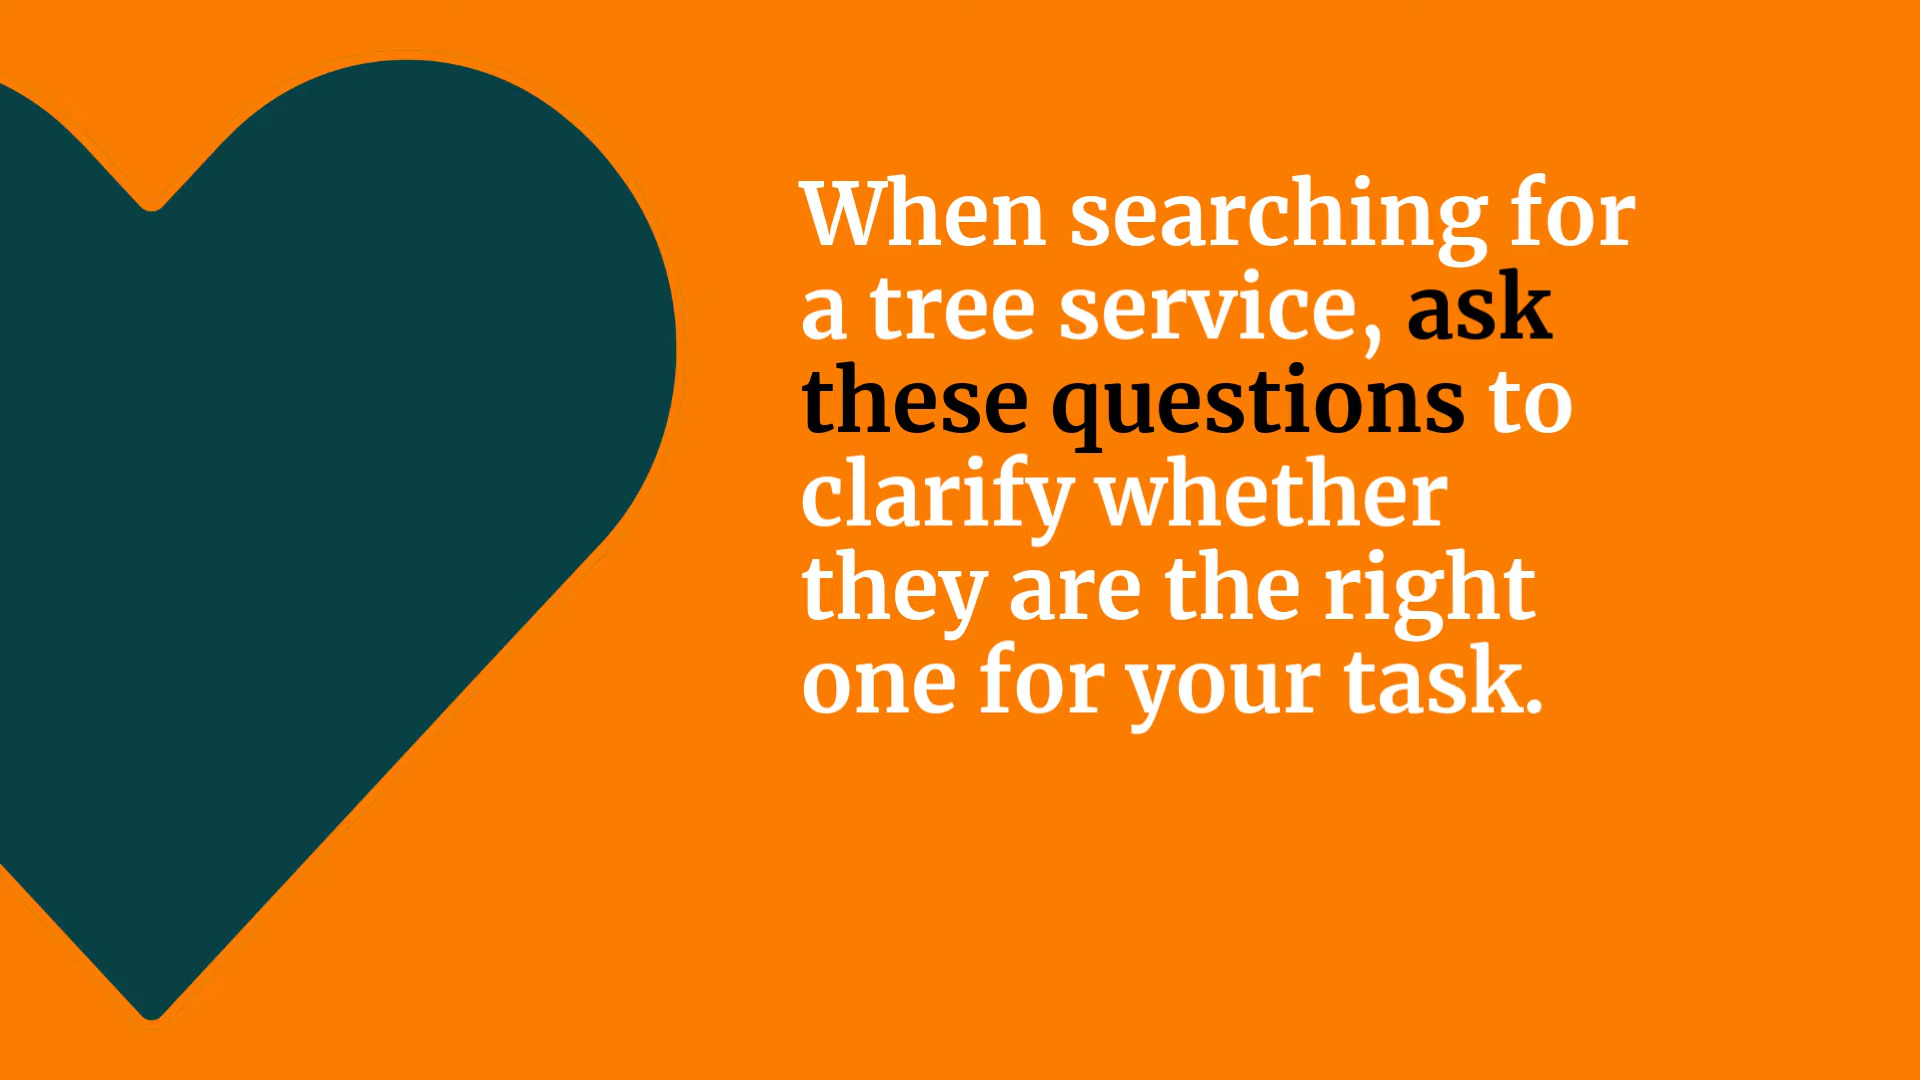 When searching for
a tree service, ask
these questions to
clarify whether
they are the right
one for your task.